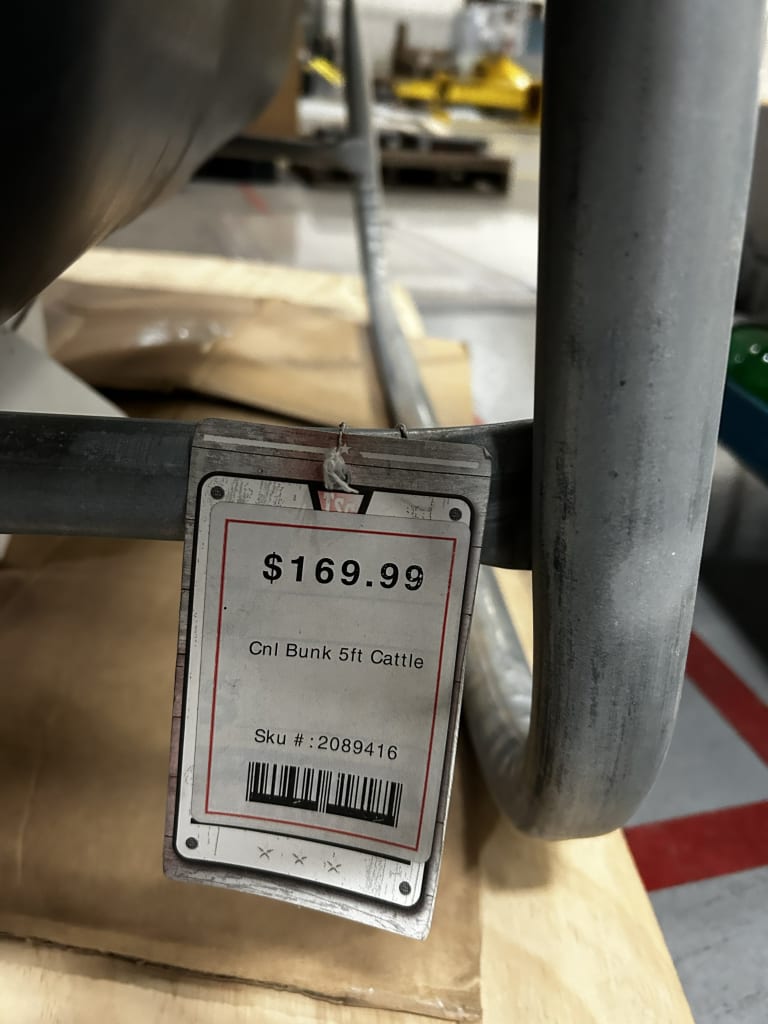 $169.99
Cnl Bunk 5ft Cattle
Sku # : 2089416